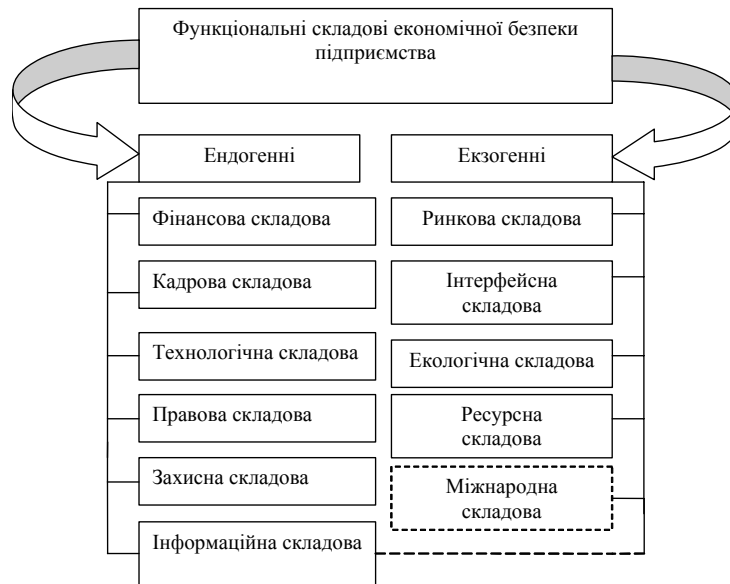 Функціональні складові економічної безпеки
підприємства
Ендогенні
Екзогенні
Фінансова складова
Ринкова складова
Кадрова складова
Інтерфейсна
складова
Технологічна складова
Екологічна складова
Правова складова
Ресурсна
складова
Захисна складова
Міжнародна
складова
Інформаційна складова